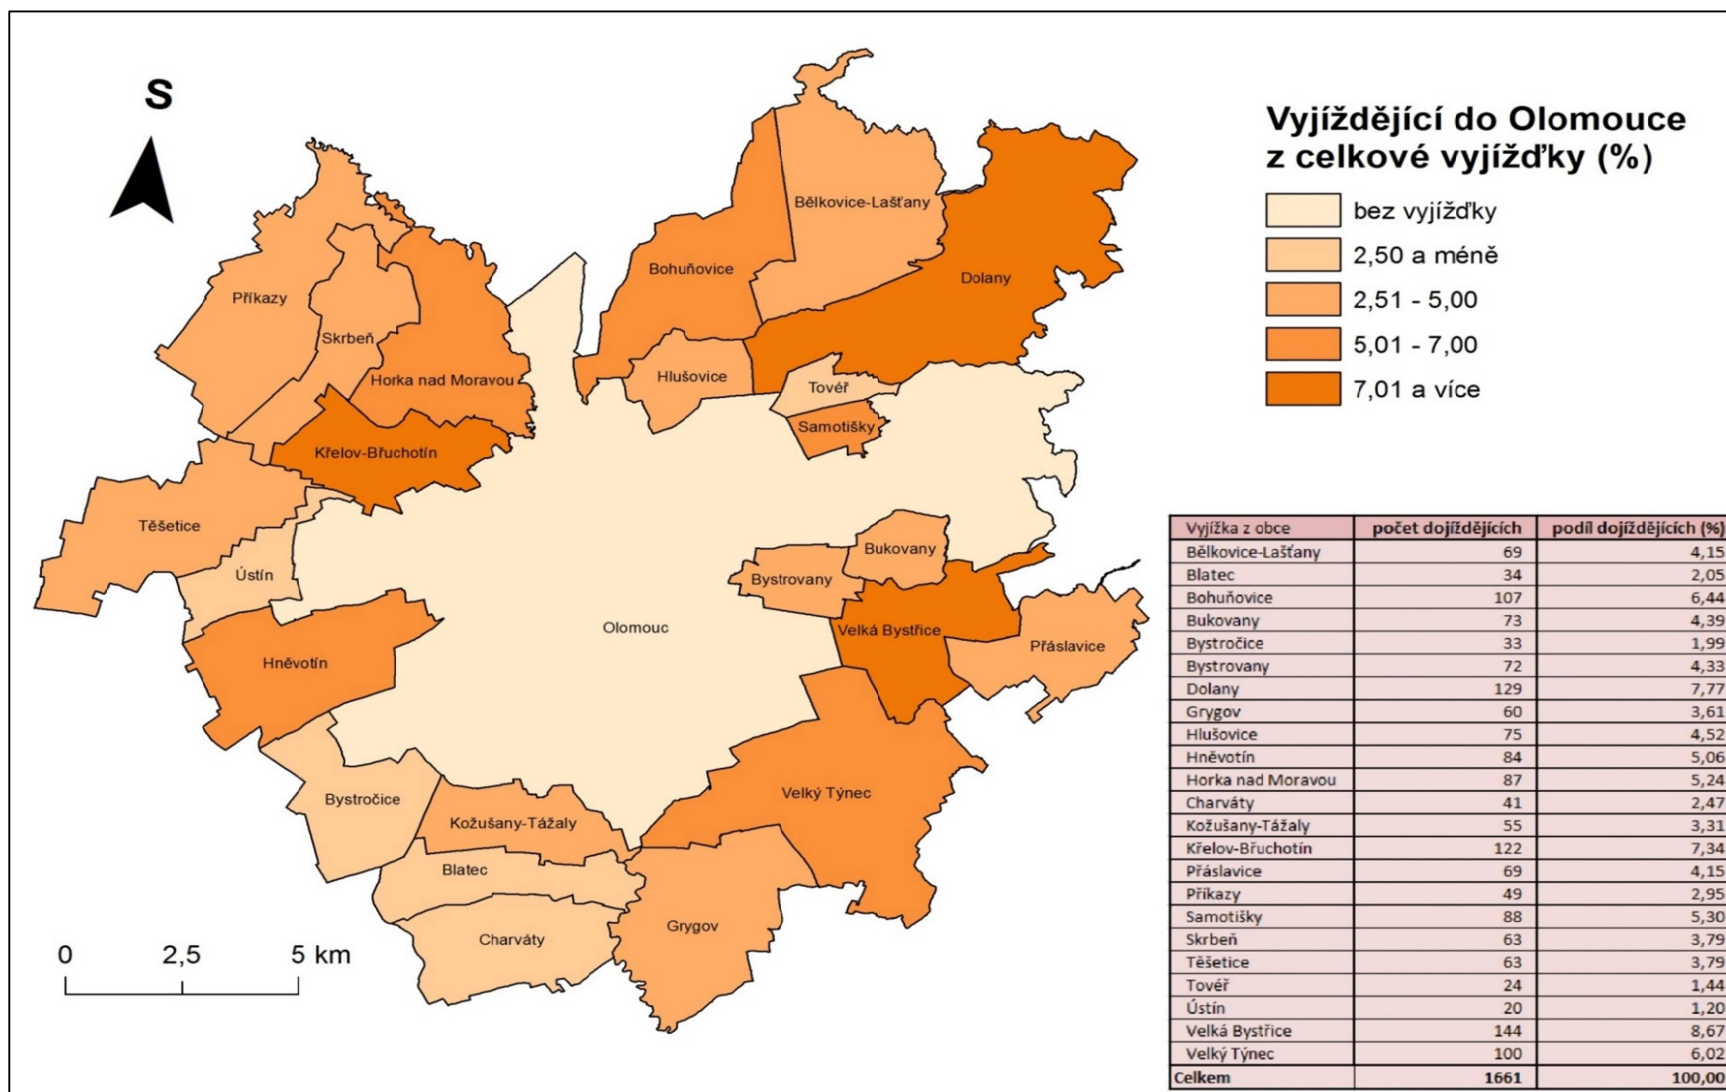 S
Vyjíždějící do Olomouce
z celkové vyjížďky (%)
bez vyjížďky
2,50 a méně
2,51 - 5,00
5,01 - 7,00
7,01 a více
Bělkovice-Lašťany
Bohuňovice
Dolany
Příkazy
Skrbeň
Horka nad Moravou
Hlušovice
Tovéř
Samotišky
Křelov-Břuchotín
Těšetice
Ústín
Bukovany
Bystrovany
Olomouc
Velká Bystřice
Přáslavice
Hněvotín
Bystročice
Velký Týnec
Kožušany-Tážaly
Blatec
Grygov
Charváty
0 2,5 5 km
Vyjížka z obce počet dojíždějících podíl dojíždějících (%)
Bělkovice-Lašťany 69 4,15
Blatec 34 2,05
Bohuňovice 107 6,44
Bukovany 73 4,39
Bystročice 33 1,99
Bystrovany 72 4,33
Dolany 129 7,77
Grygov 60 3,61
Hlušovice 75 4,52
Hněvotín 84 5,06
Horka nad Moravou 87 5,24
Charváty 41 2,47
Kožušany-Tážaly 55 3,31
Křelov-Břuchotín 122 7,34
Přáslavice 69 4,15
Příkazy 49 2,95
Samotišky 88 5,30
Skrbeň 63 3,79
Těšetice 63 3,79
Tovéř 24 1,44
Ústín 20 1,20
Velká Bystřice 144 8,67
Velký Týnec 100 6,02
Celkem 1661 100,00